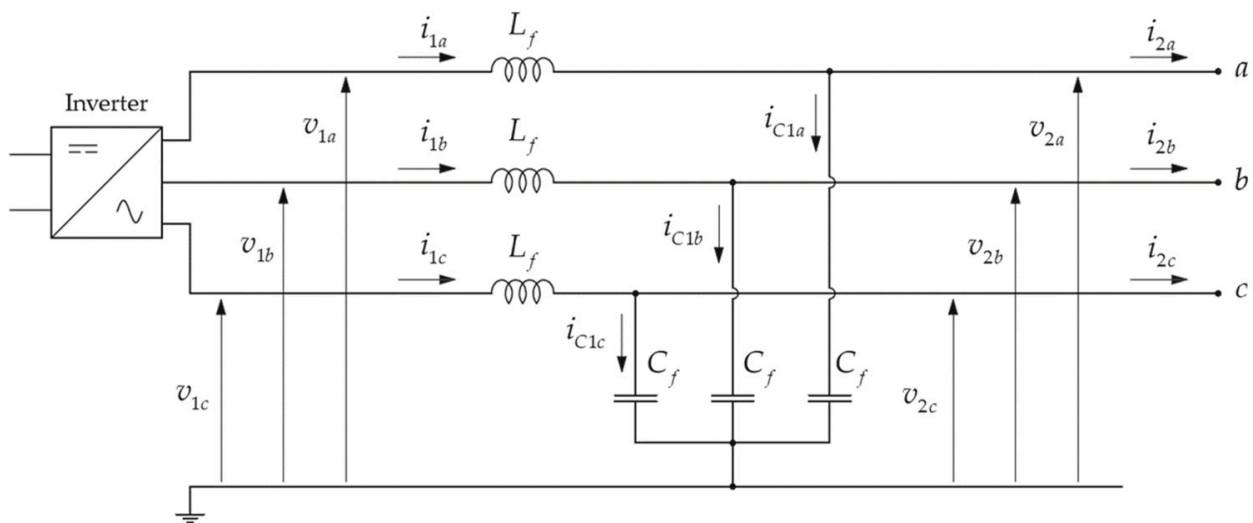 i1a
Lf
i2a
a
Inverter
v1a
iC1a
v2a
i1b
Lf
i2b
b
v1b
iC1b
v2b
i1c
Lf
i2c
c
iC1c
v1c
Cf
Cf
Cf
v2c